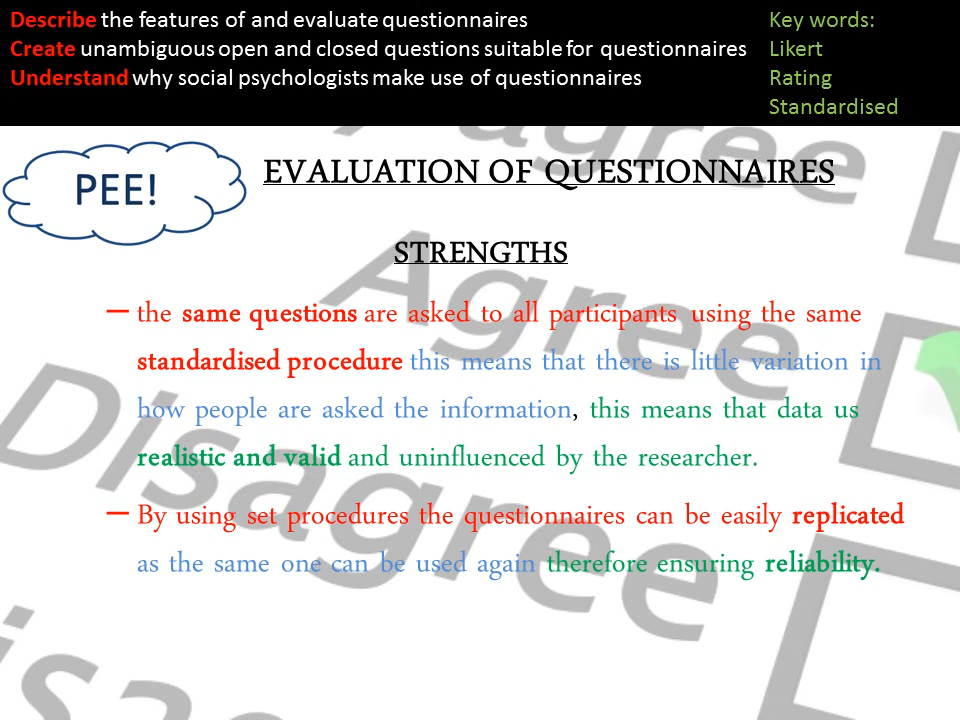 Describe the features of and evaluate questionnaires
Create unambiguous open and closed questions suitable for questionnaires
Understand why social psychologists make use of questionnaires
Key words:
Likert
Rating
Standardised
PEE!
EVALUATION OF QUESTIONNAIRES
STRENGTHS
– the same questions are asked to all participants using the same
standardised procedure this means that there is little variation in
how people are asked the information, this means that data us
realistic and valid and uninfluenced by the researcher.
– By using set procedures the questionnaires can be easily replicated
as the same one can be used again therefore ensuring reliability.
Agree
Agree
Disagree
Disagree